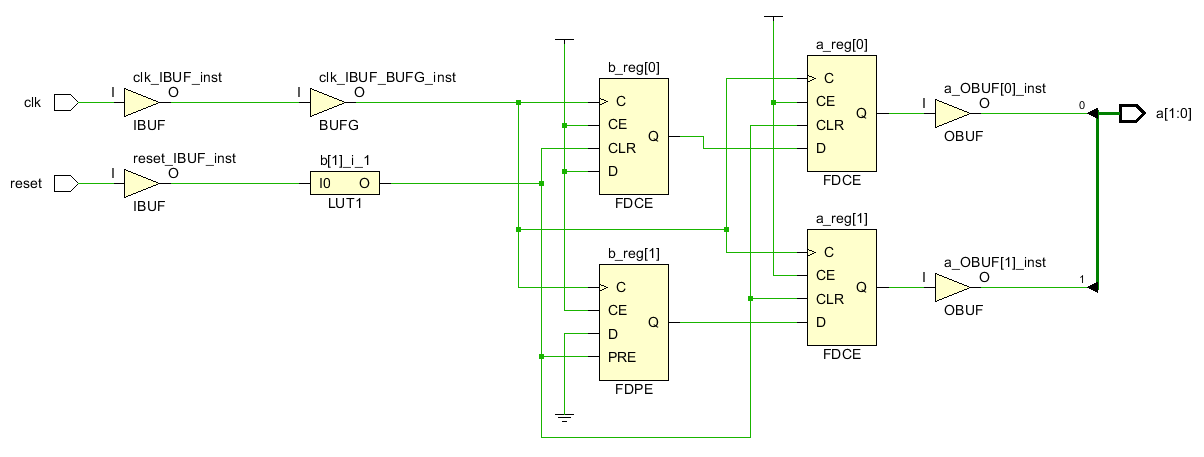 clk
I
clk_IBUF_inst
O
IBUF
I
clk_IBUF_BUFG_inst
O
BUFG
reset
I
reset_IBUF_inst
O
IBUF
b[1]_i_1
I0 O
LUT1
b_reg[0]
C
CE
CLR
D
Q
FDCE
b_reg[1]
C
CE
D
PRE
Q
FDPE
a_reg[0]
C
CE
CLR
D
Q
FDCE
a_reg[1]
C
CE
CLR
D
Q
FDCE
a_OBUF[0]_inst
I
O
OBUF
a_OBUF[1]_inst
I
O
OBUF
0
1
a[1:0]